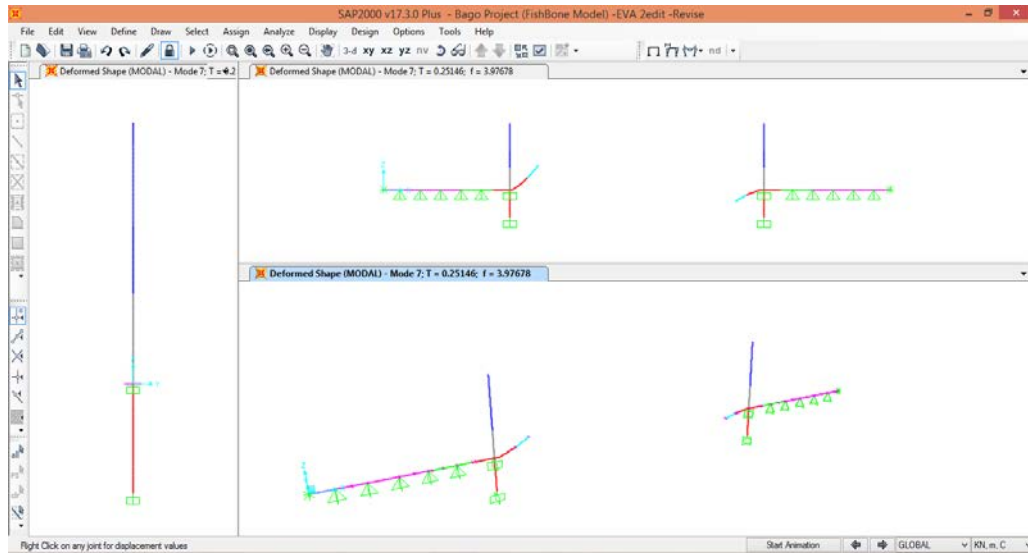 SAP2000 v17.3.0 Plus - Bago Project (FishBone Model) -EVA 2edit -Revise
File Edit View Define Draw Select Assign Analyze Display Design Options Tools Help
3-d xy xz yz nv nd
Deformed Shape (MODAL) - Mode 7; T =
Deformed Shape (MODAL) - Mode 7; T = 0.25146; f = 3.97678
Deformed Shape (MODAL) - Mode 7; T = 0.25146; f = 3.97678
Right Click on any joint for displacement values
Start Animation GLOBAL KN, m, C